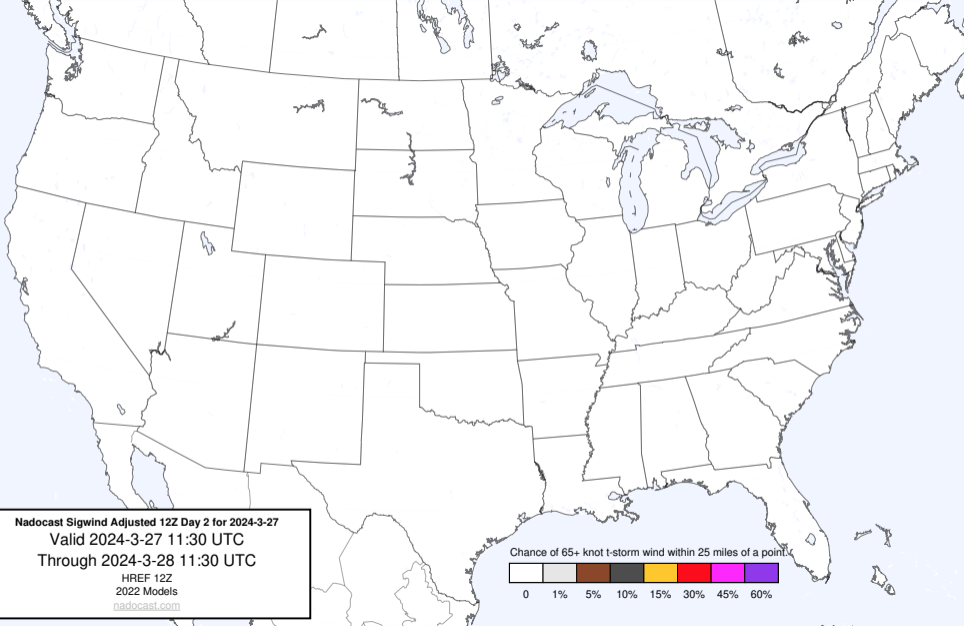 Nadocast Sigwind Adjusted 12Z Day 2 for 2024-3-27
Valid 2024-3-27 11:30 UTC
Through 2024-3-28 11:30 UTC
HREF 12Z
2022 Models
nadocast.com
Chance of 65+ knot t-storm wind within 25 miles of a point.
0 1% 5% 10% 15% 30% 45% 60%